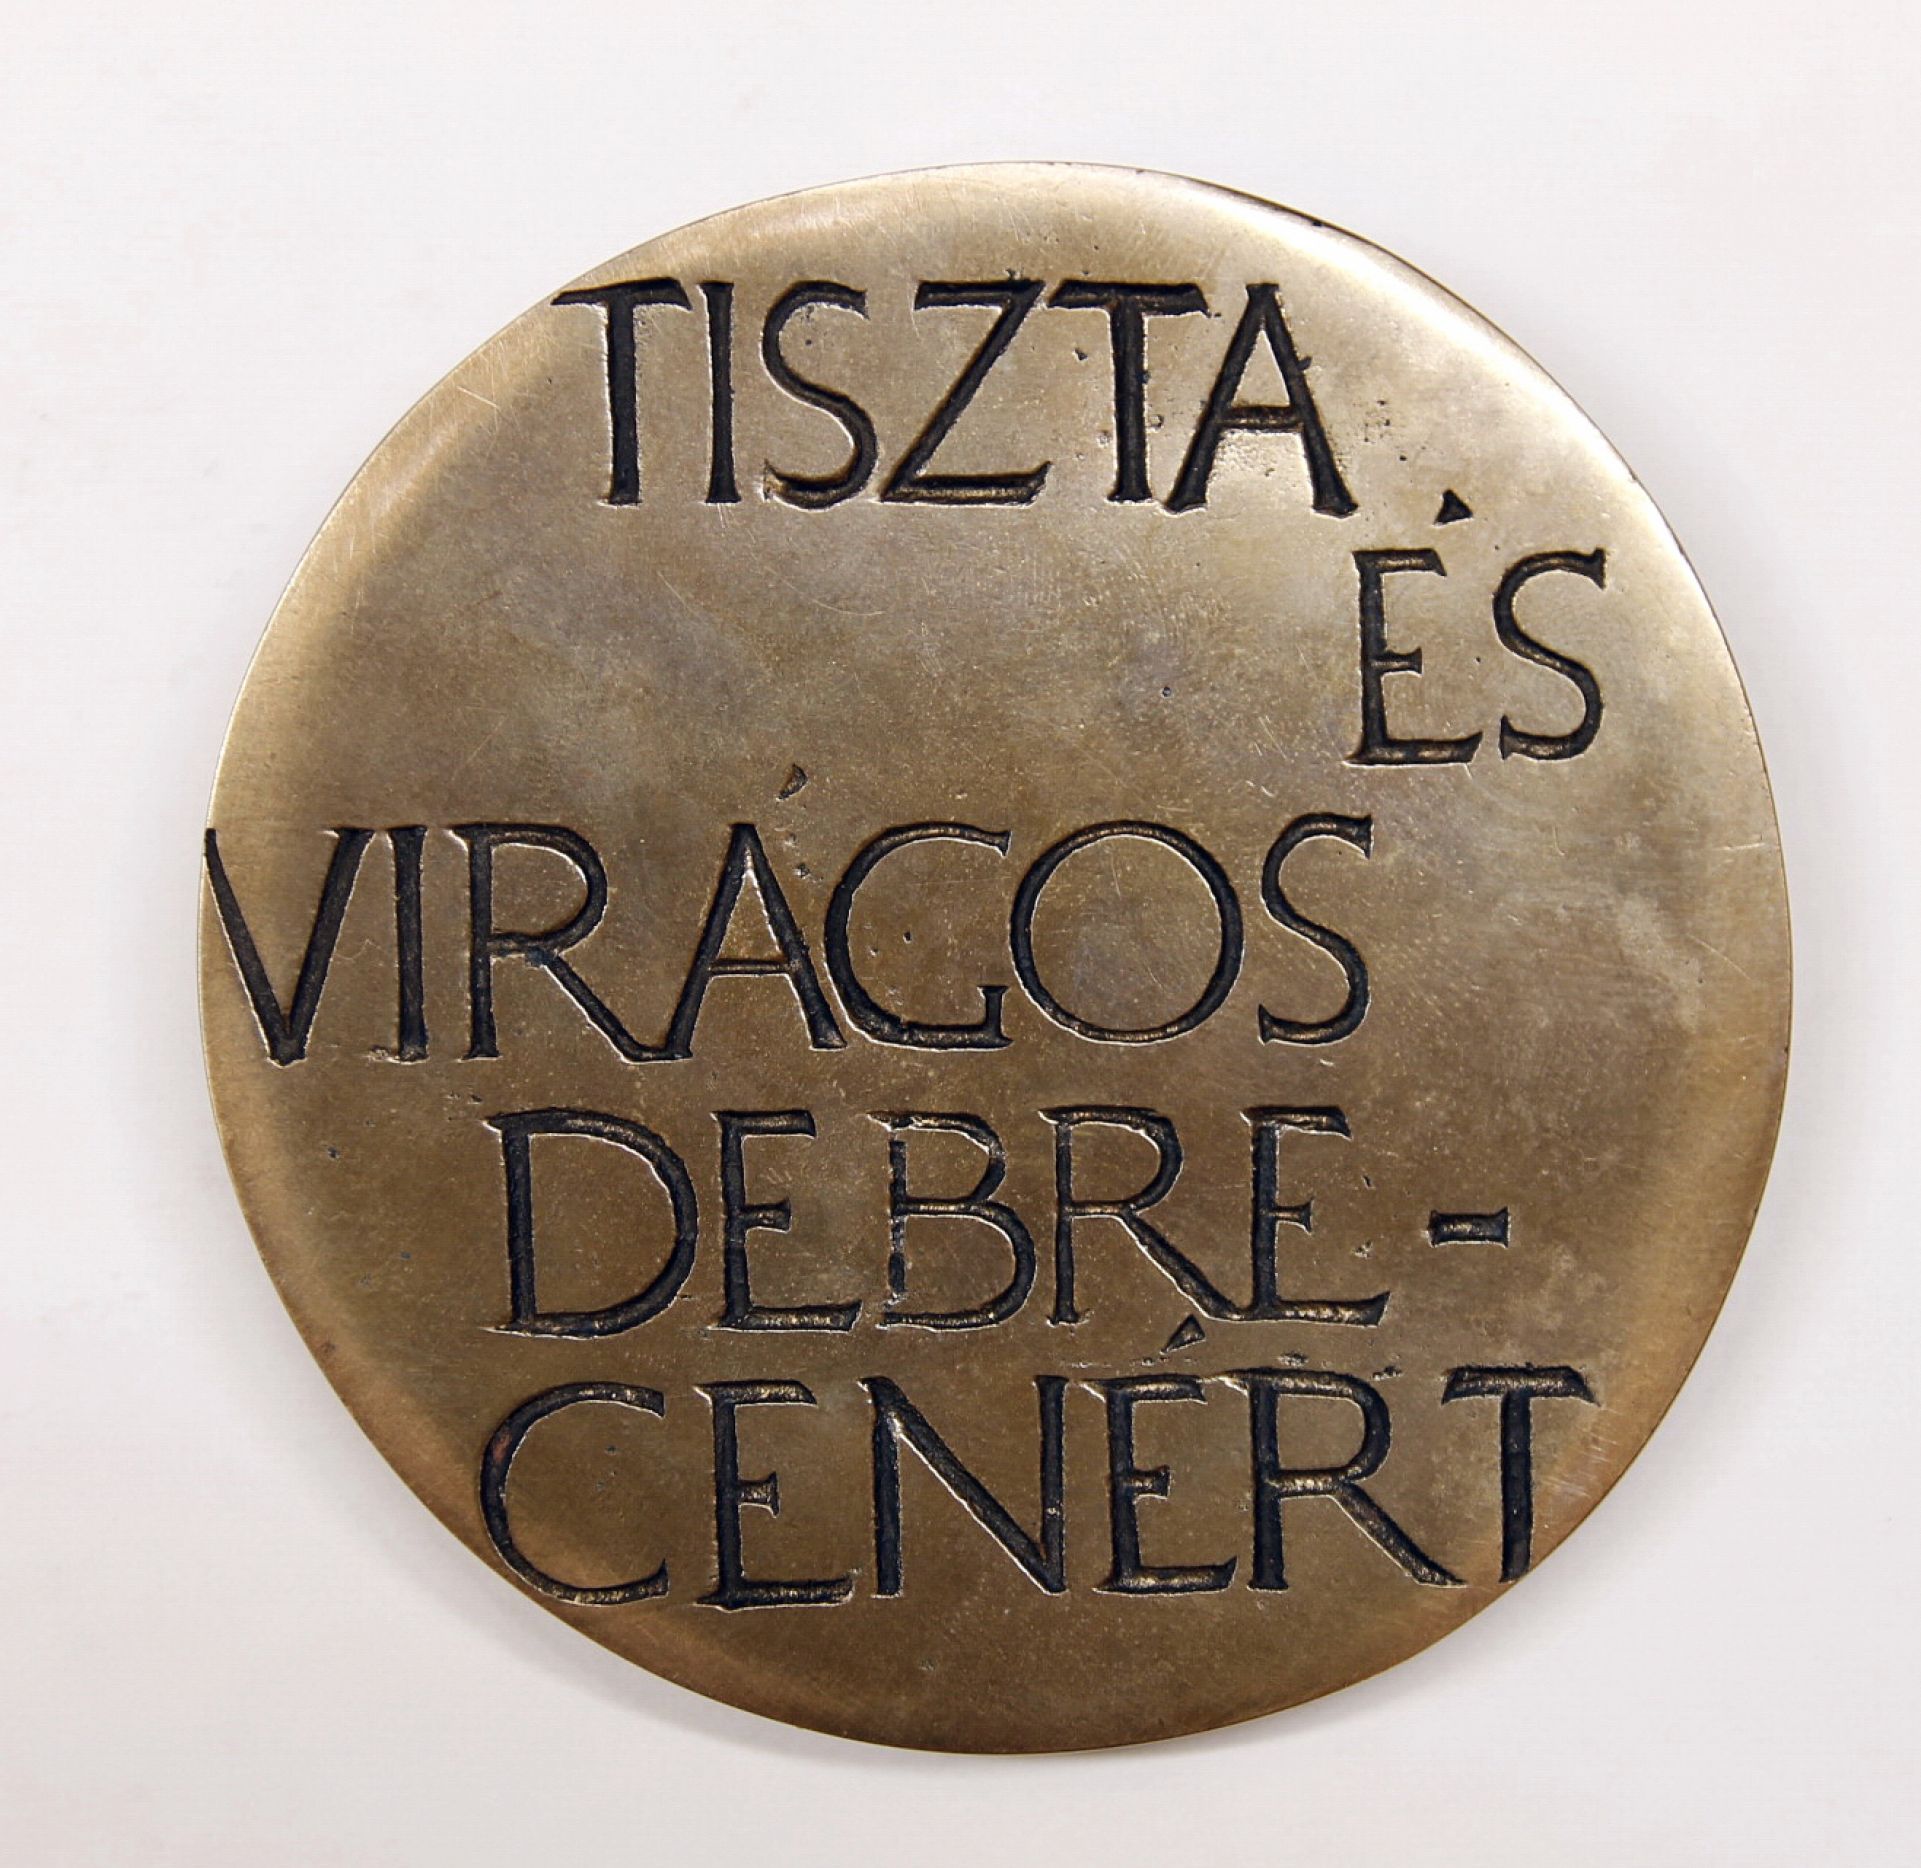 TISZTA
ÉS
VIRÁGOS
DEBRE-
CENÉRT